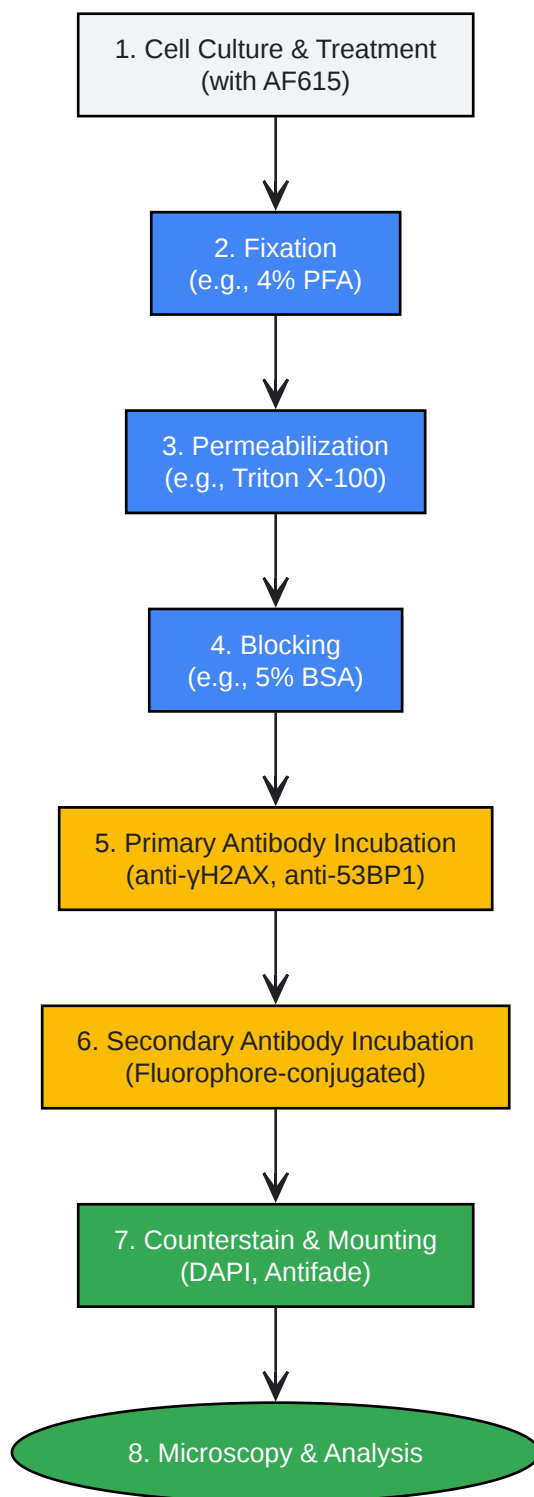 1. Cell Culture & Treatment
(with AF615)
2. Fixation
(e.g., 4% PFA)
3. Permeabilization
(e.g., Triton X-100)
4. Blocking
(e.g., 5% BSA)
5. Primary Antibody Incubation
(anti-γH2AX, anti-53BP1)
6. Secondary Antibody Incubation
(Fluorophore-conjugated)
7. Counterstain & Mounting
(DAPI, Antifade)
8. Microscopy & Analysis